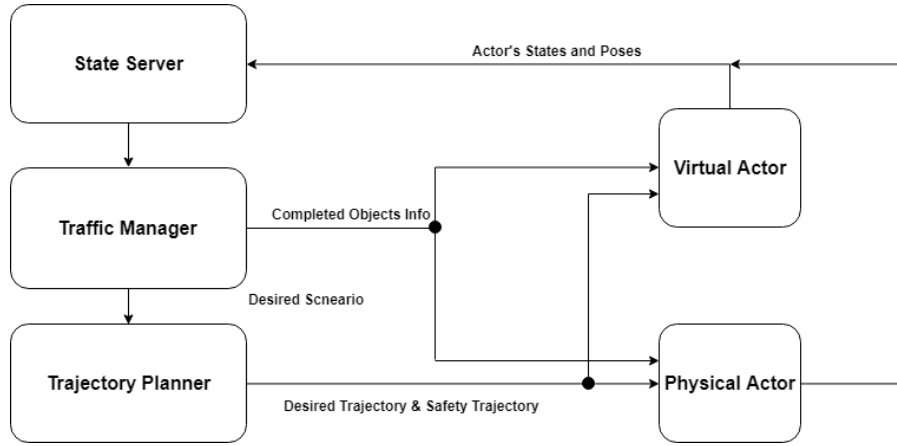 State Server
Actor's States and Poses
Virtual Actor
Traffic Manager
Completed Objects Info
Desired Scneario
Trajectory Planner
Desired Trajectory & Safety Trajectory
Physical Actor